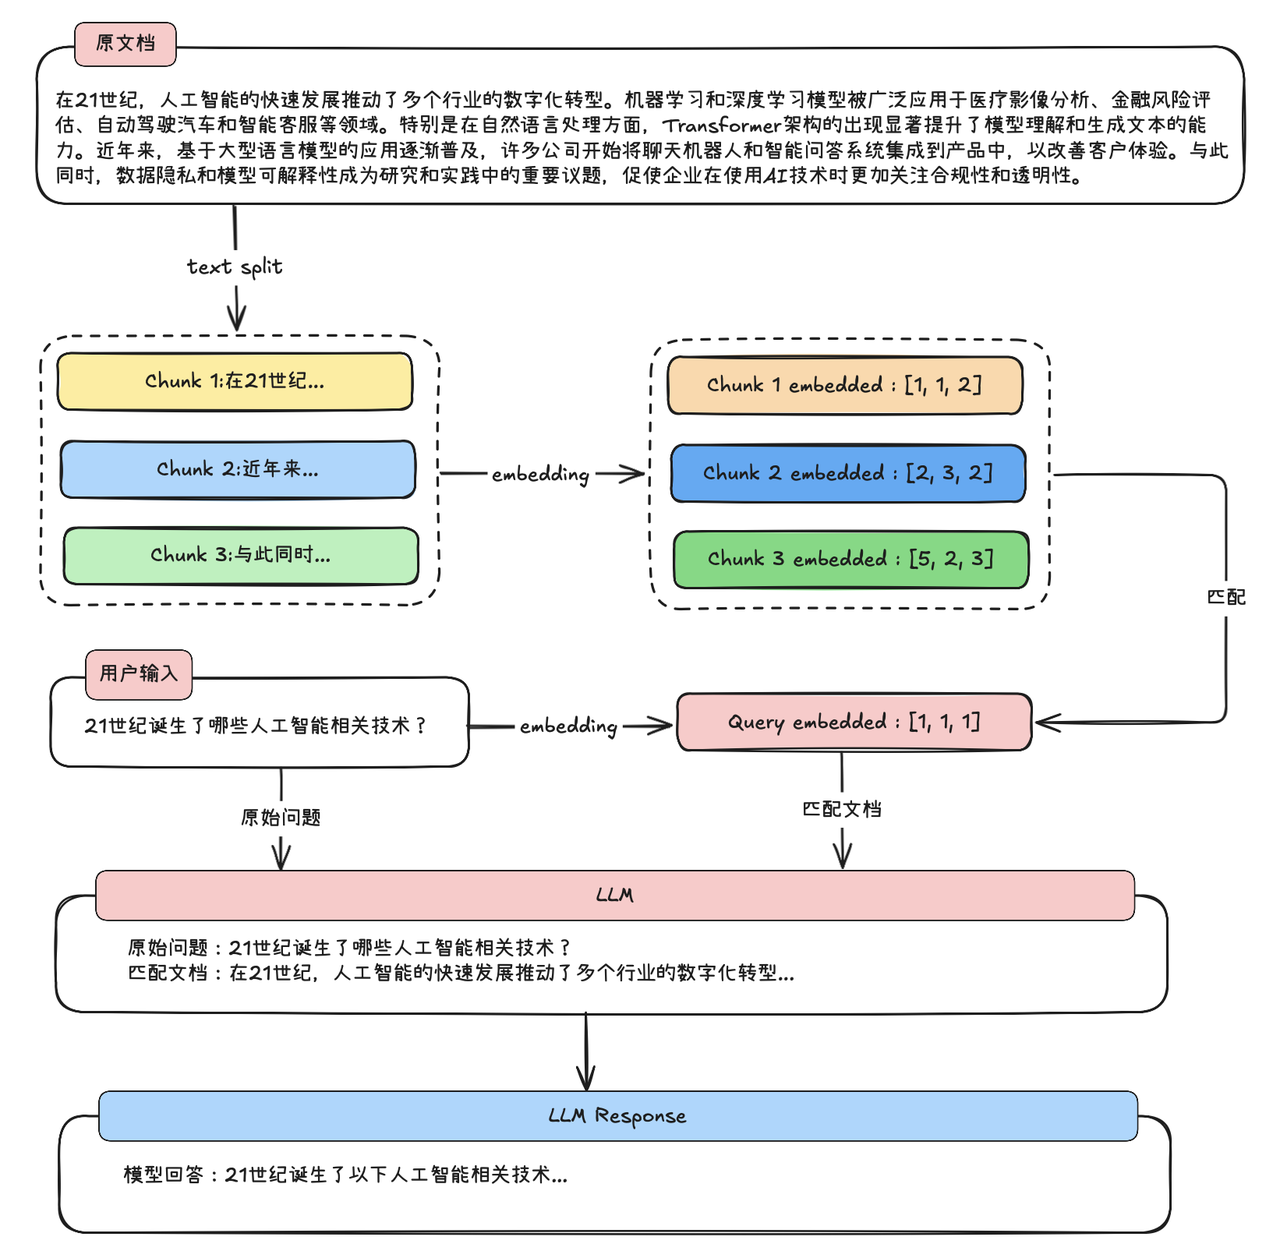 原文档
在21世纪，人工智能的快速发展推动了多个行业的数字化转型。机器学习和深度学习模型被广泛应用于医疗影像分析、金融风险评
估、自动驾驶汽车和智能客服等领域。特别是在自然语言处理方面，Transformer架构的出现显著提升了模型理解和生成文本的能
力。近年来，基于大型语言模型的应用逐渐普及，许多公司开始将聊天机器人和智能问答系统集成到产品中，以改善客户体验。与此
同时，数据隐私和模型可解释性成为研究和实践中的重要议题，促使企业在使用AI技术时更加关注合规性和透明性。
text split
Chunk 1:在21世纪...
Chunk 2:近年来...
Chunk 3:与此同时...
embedding
Chunk 1 embedded : [1, 1, 2]
Chunk 2 embedded : [2, 3, 2]
Chunk 3 embedded : [5, 2, 3]
匹配
用户输入
21世纪诞生了哪些人工智能相关技术？
embedding
Query embedded : [1, 1, 1]
原始问题
匹配文档
LLM
原始问题：21世纪诞生了哪些人工智能相关技术？
匹配文档：在21世纪，人工智能的快速发展推动了多个行业的数字化转型...
LLM Response
模型回答：21世纪诞生了以下人工智能相关技术...